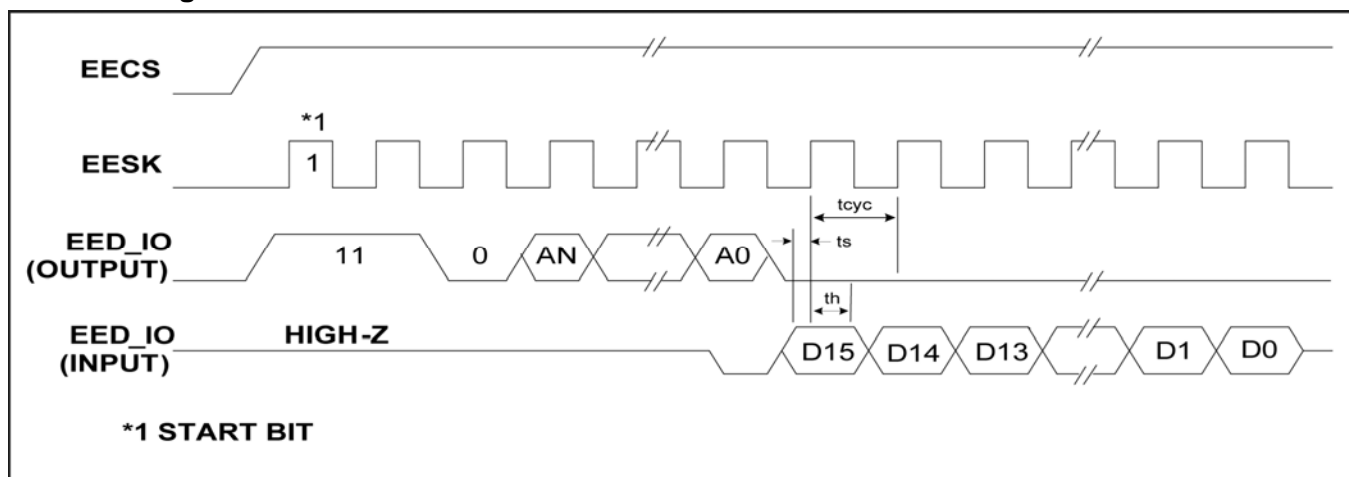 EECS
*1
EESK
1
tcyc
EED_IO
(OUTPUT)
11
0
AN
A0
ts
th
EED_IO
(INPUT)
HIGH-Z
D15
D14
D13
D1
D0
*1 START BIT